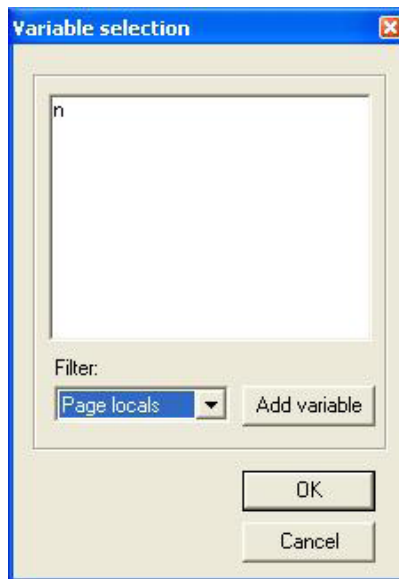 Variable selection
n
Filter:
Page locals
Add variable
OK
Cancel